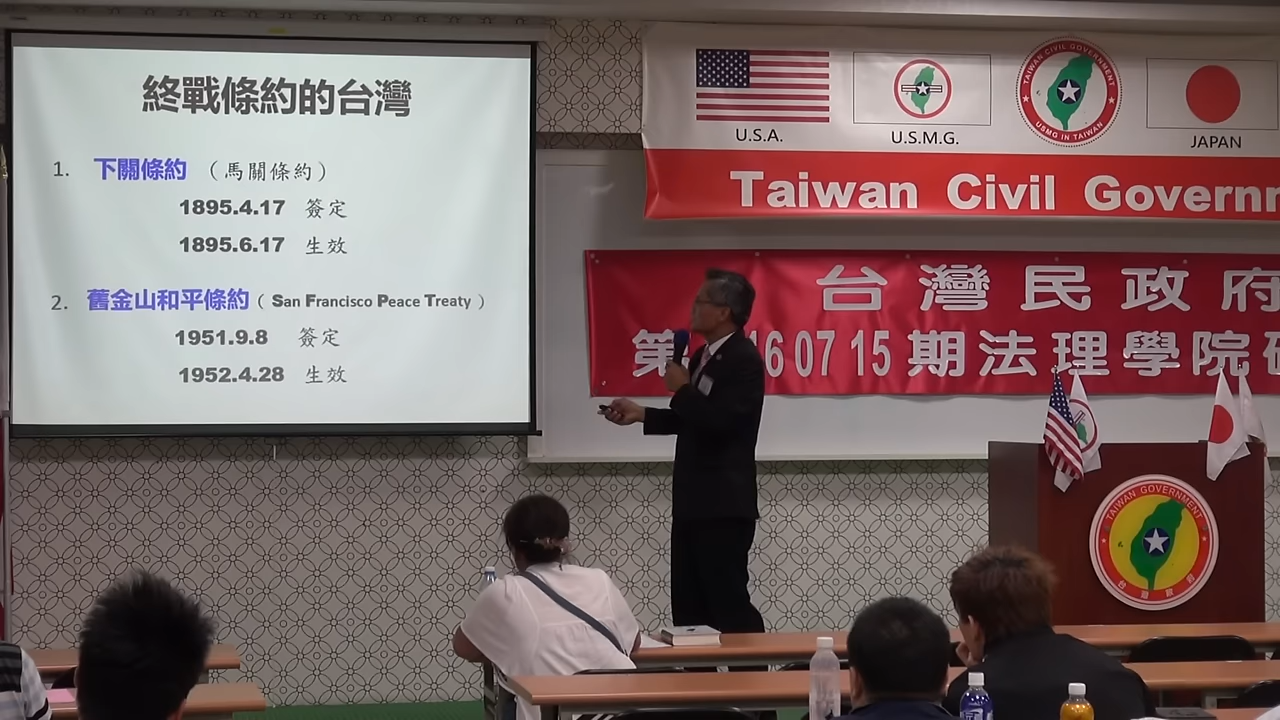 終戰條約的台灣
1. 下關條約 （馬關條約）
1895.4.17 簽定
1895.6.17 生效
2. 舊金山和平條約（ San Francisco Peace Treaty ）
1951.9.8 簽定
1952.4.28 生效
U.S.A.
U.S.M.G.
TAIWAN CIVIL GOVERNMENT
USMG IN TAIWAN
JAPAN
Taiwan Civil Governm
台灣民政府
第 16 07 15 期法理學院
TAIWAN GOVERNMENT
台灣政府